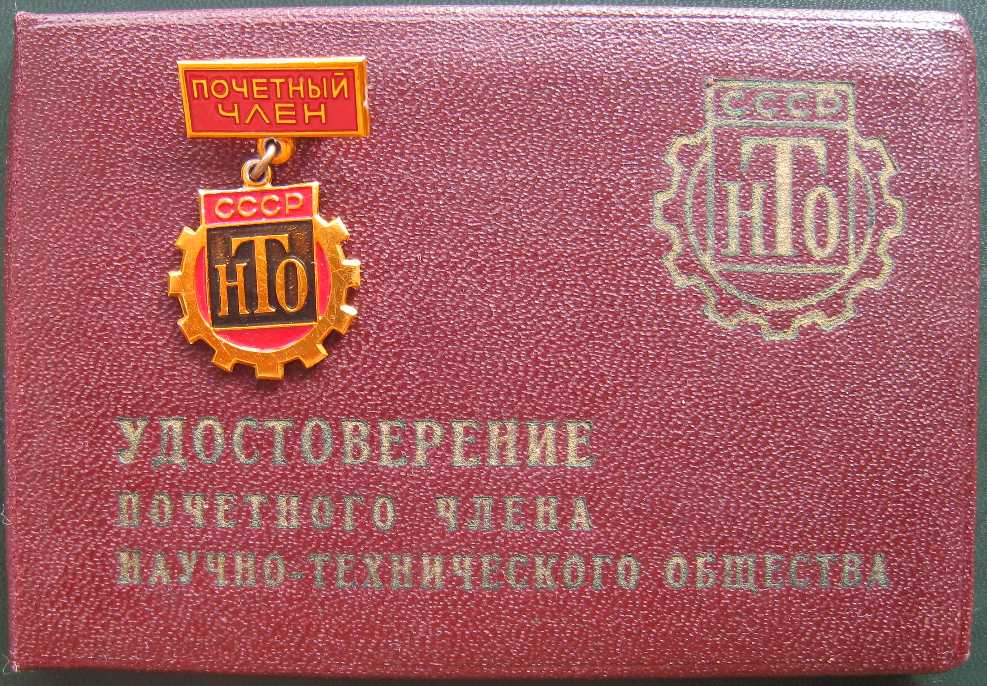 ПОЧЕТНЫЙ
ЧЛЕН
СССР
НТО
СССР
НТО
УДОСТОВЕРЕНИЕ
ПОЧЕТНОГО ЧЛЕНА
НАУЧНО-ТЕХНИЧЕСКОГО ОБЩЕСТВА